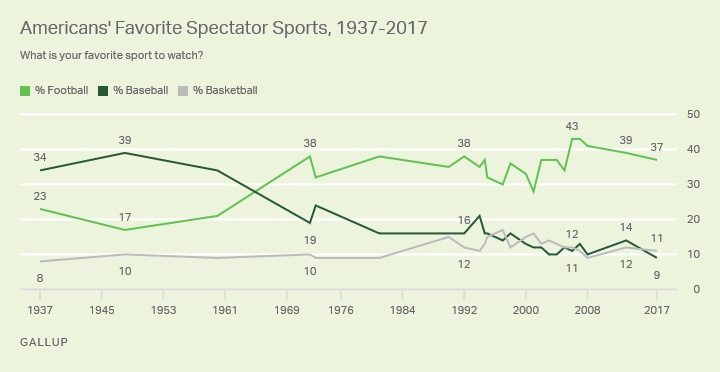 Americans' Favorite Spectator Sports, 1937-2017
What is your favorite sport to watch?
% Football % Baseball % Basketball
50
43
39 38 38 39 37
40
34
30
23
17 16
20
19 12 14 11
10
8 10 10 12 11 12 9
0
1937 1945 1953 1961 1969 1976 1984 1992 2000 2008 2017
GALLUP